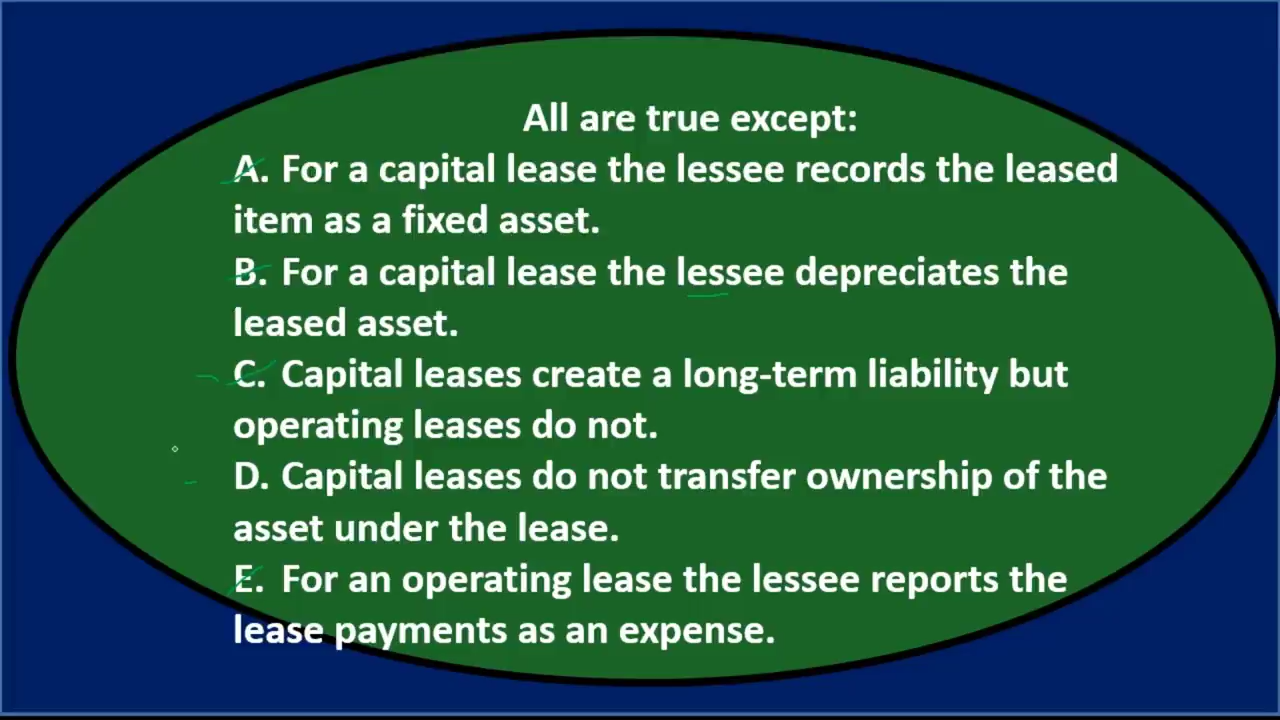 All are true except:
A. For a capital lease the lessee records the leased
item as a fixed asset.
B. For a capital lease the lessee depreciates the
leased asset.
C. Capital leases create a long-term liability but
operating leases do not.
D. Capital leases do not transfer ownership of the
asset under the lease.
E. For an operating lease the lessee reports the
lease payments as an expense.